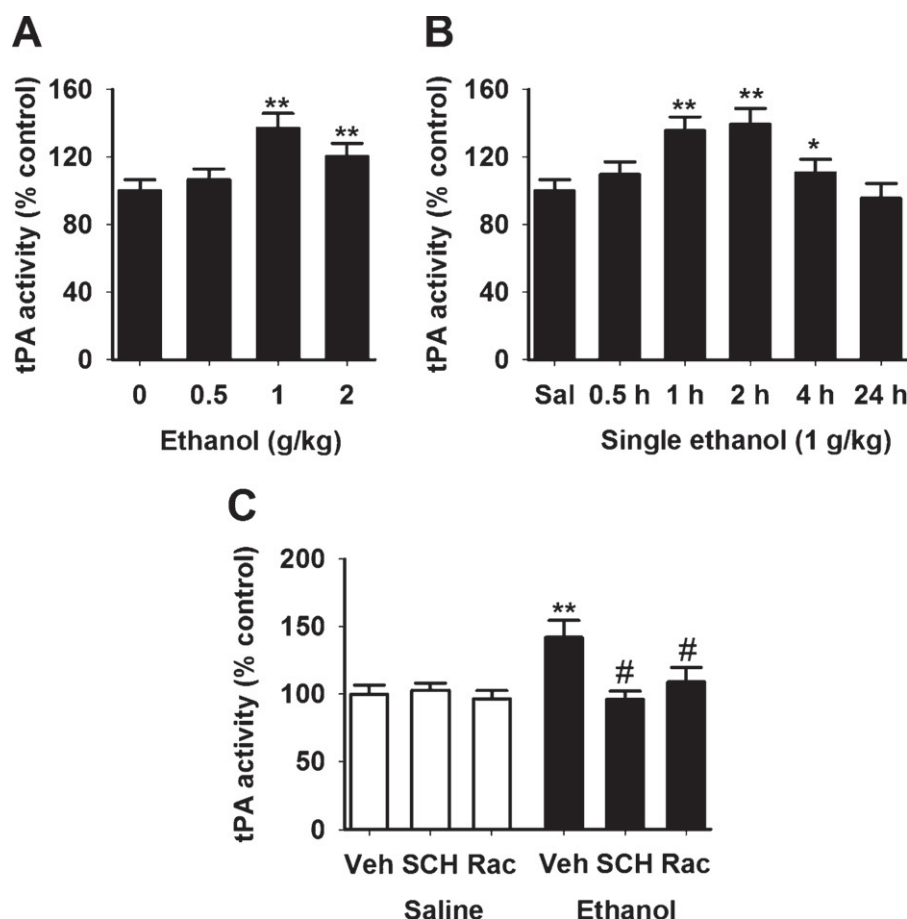 A
tPA activity (% control)
160
120
80
40
0
**
**
0 0.5 1 2
Ethanol (g/kg)
B
tPA activity (% control)
160
120
80
40
0
**
**
*
Sal 0.5 h 1 h 2 h 4 h 24 h
Single ethanol (1 g/kg)
C
tPA activity (% control)
200
150
100
50
0
**
#
#
Veh SCH Rac Veh SCH Rac
Saline Ethanol